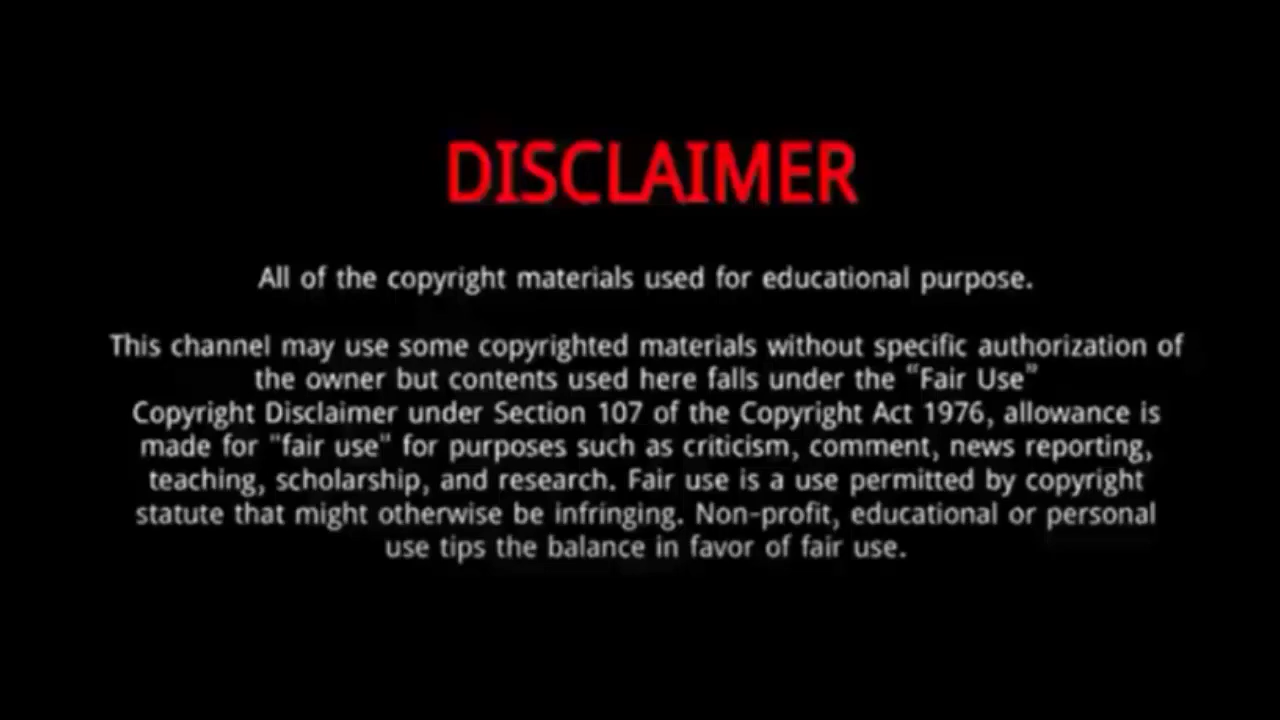 DISCLAIMER
All of the copyright materials used for educational purpose.
This channel may use some copyrighted materials without specific authorization of
the owner but contents used here falls under the “Fair Use”
Copyright Disclaimer under Section 107 of the Copyright Act 1976, allowance is
made for "fair use" for purposes such as criticism, comment, news reporting,
teaching, scholarship, and research. Fair use is a use permitted by copyright
statute that might otherwise be infringing. Non-profit, educational or personal
use tips the balance in favor of fair use.